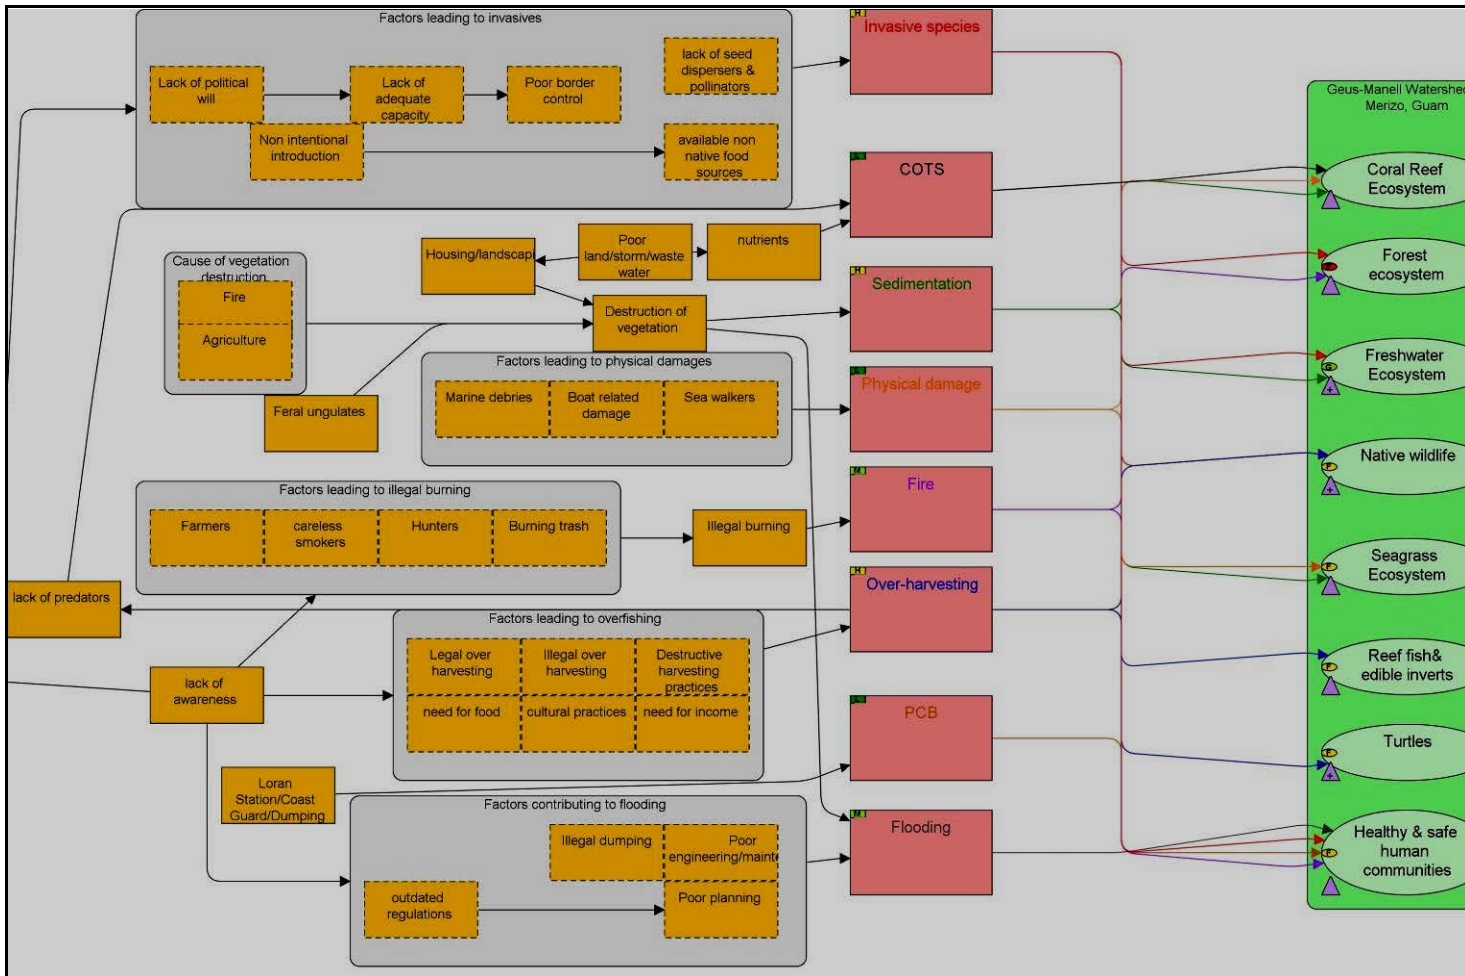 Factors leading to invasives
Lack of political
will
Lack of
adequate
capacity
Poor border
control
lack of seed
dispersers &
pollinators
Non intentional
introduction
available non
native food
sources
H
Invasive species
COTS
Housing/landscap
Poor
land/storm/waste
water
nutrients
Cause of vegetation
destruction
Fire
Agriculture
Destruction of
vegetation
H
Sedimentation
Feral ungulates
Factors leading to physical damages
Marine debries
Boat related
damage
Sea walkers
Physical damage
Factors leading to illegal burning
Farmers
careless
smokers
Hunters
Burning trash
Illegal burning
M
Fire
lack of predators
H
Over-harvesting
Factors leading to overfishing
Legal over
harvesting
Illegal over
harvesting
Destructive
harvesting
practices
need for food
cultural practices
need for income
lack of
awareness
PCB
Loran
Station/Coast
Guard/Dumping
Factors contributing to flooding
Illegal dumping
Poor
engineering/maint
outdated
regulations
Poor planning
M
Flooding
Geus-Manell Watershed
Merizo, Guam
Coral Reef
Ecosystem
Forest
ecosystem
Freshwater
Ecosystem
G
Native wildlife
F
Seagrass
Ecosystem
F
Reef fish&
edible inverts
F
Turtles
F
Healthy & safe
human
communities
F